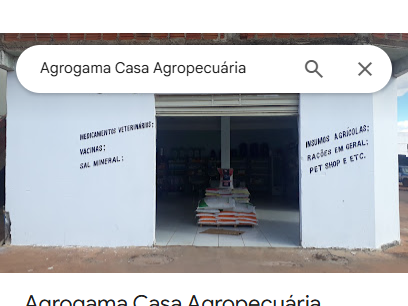 Agrogama Casa Agropecuária
MEDICAMENTOS VETERINÁRIOS;
VACINAS;
SAL MINERAL;
INSUMOS AGRÍCOLAS;
RAÇÕES EM GERAL;
PET SHOP E ETC.
Agrogama Casa Agropecuária